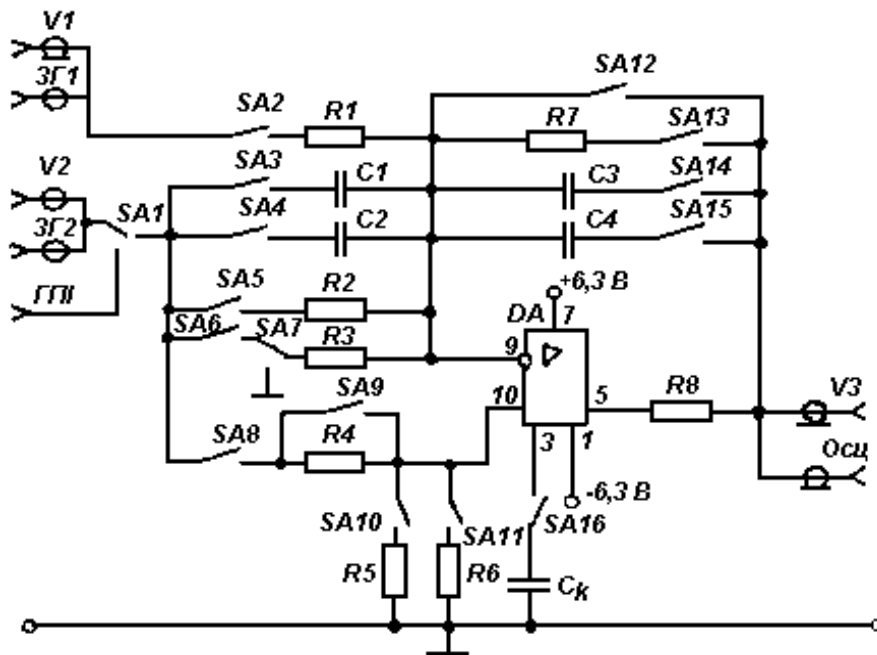 V1
ЗГ1
SA12
SA2
R1
R7
SA13
V2
SA3
C1
C3
SA14
SA1
ЗГ2
SA4
C2
C4
SA15
ГПІ
SA5
R2
+6,3 В
SA6
SA7
R3
DA
7
9
SA9
10
5
R8
V3
SA8
R4
3
1
Осц
-6,3 В
SA10
SA11
SA16
R5
R6
Ck